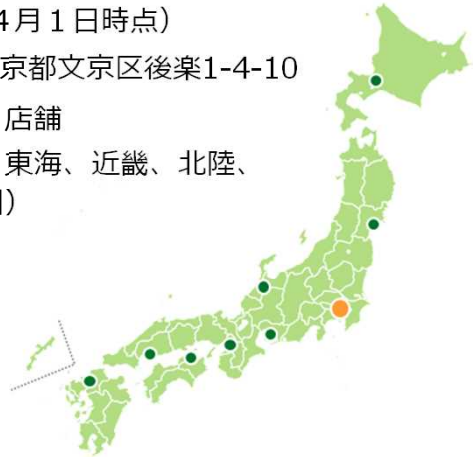 4月1日時点）
京都文京区後楽1-4-10
店舗
東海、近畿、北陸、
）